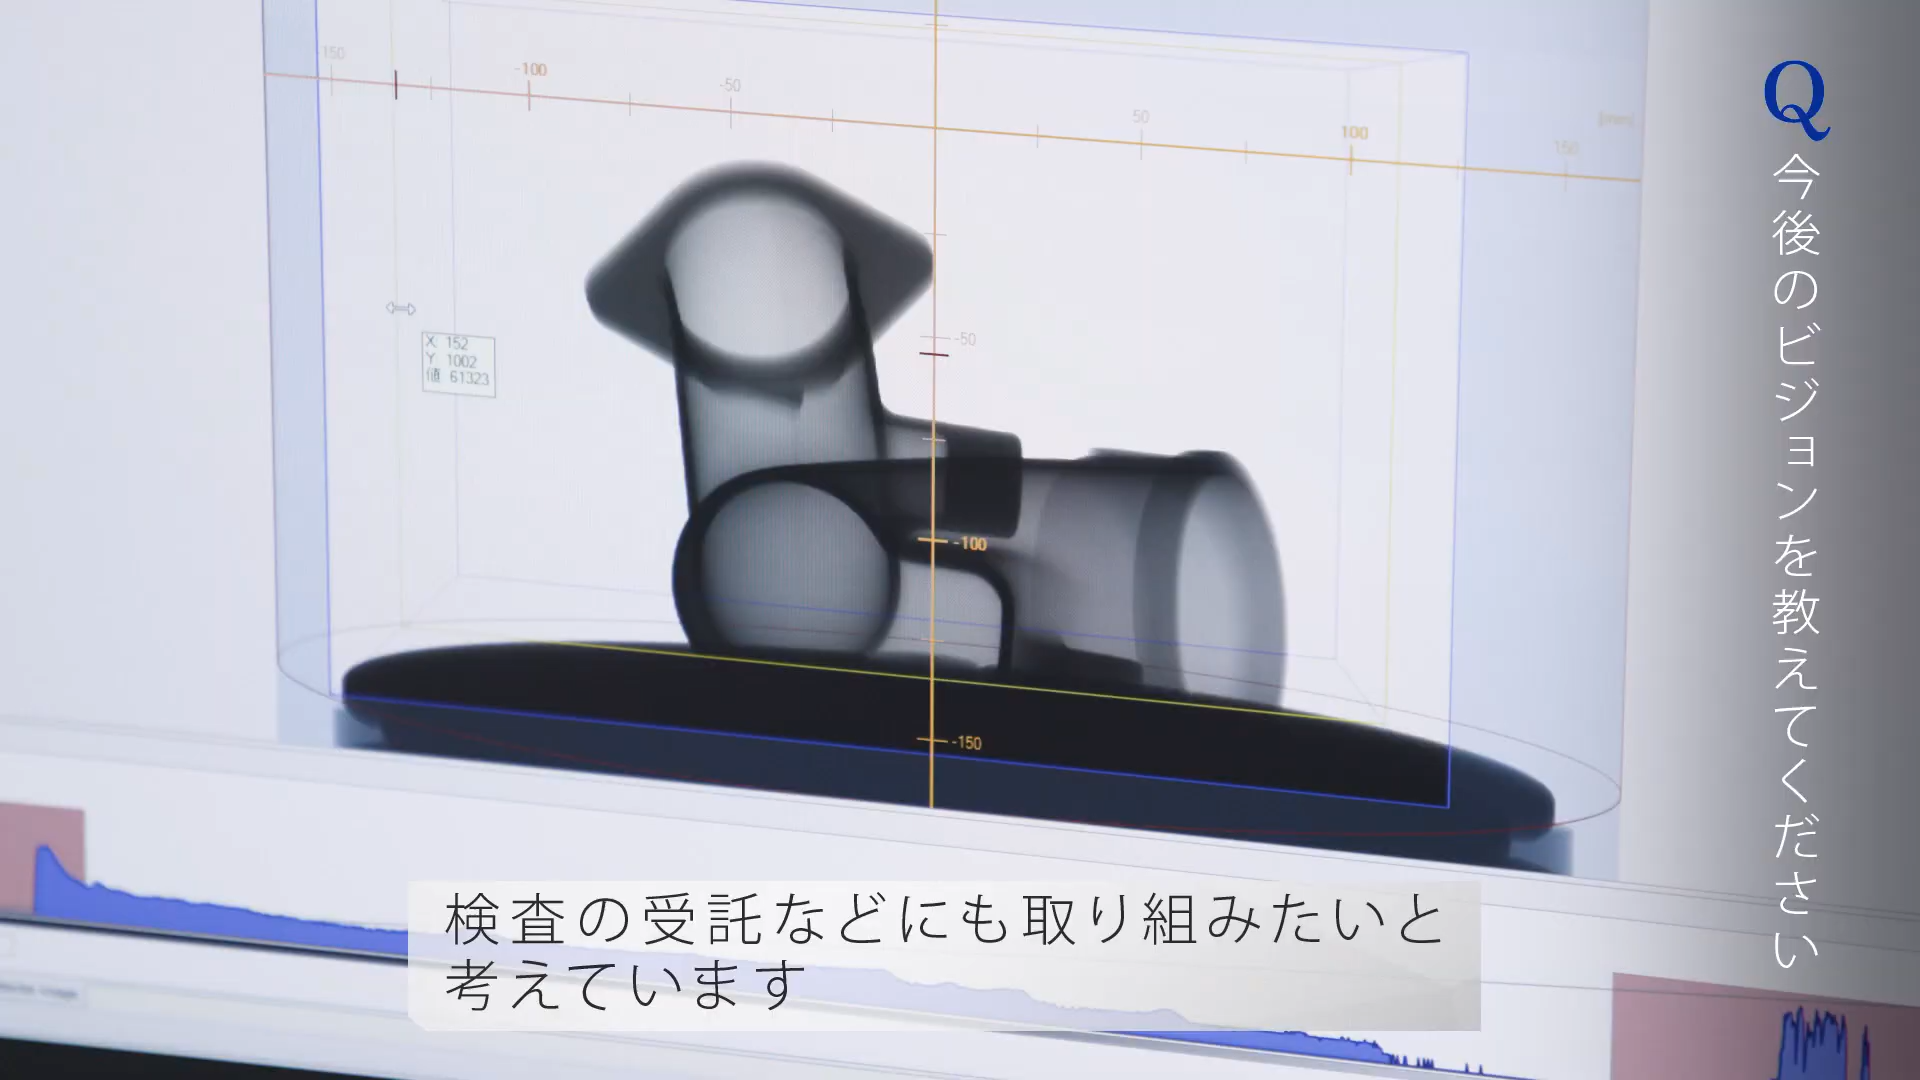 150
-100
-50
50
100
150
X: 152
Y 1002
値 61323
-50
-100
-150
Q
今後のビジョンを教えてください
検査の受託などにも取り組みたいと
考えています